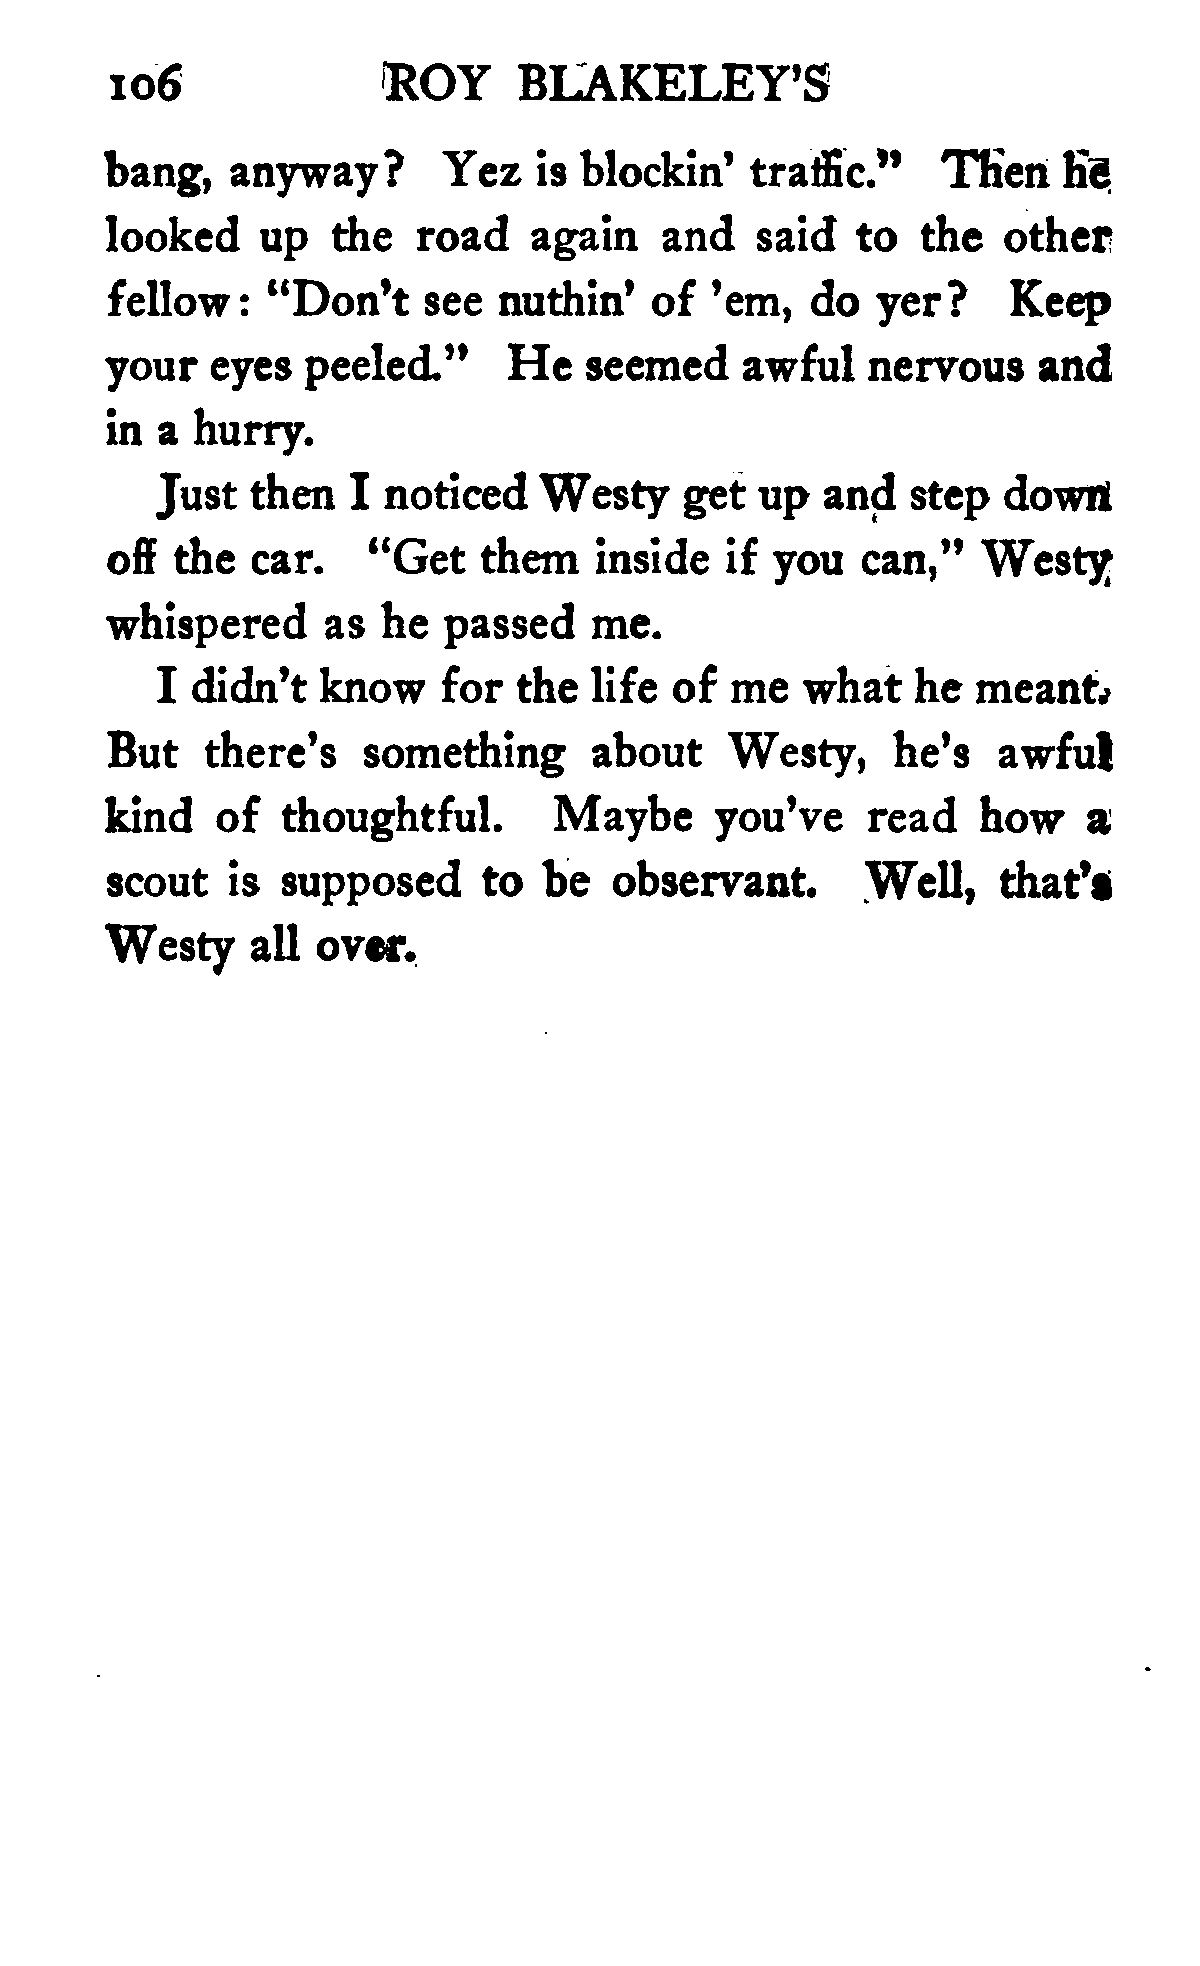 106 ROY BLAKELEY'S
bang, anyway? Yez is blockin' traffic." Then he
looked up the road again and said to the other
fellow: "Don't see nuthin' of 'em, do yer? Keep
your eyes peeled." He seemed awful nervous and
in a hurry.
Just then I noticed Westy get up and step down
off the car. "Get them inside if you can," Westy
whispered as he passed me.
I didn't know for the life of me what he meant.
But there's something about Westy, he's awful
kind of thoughtful. Maybe you've read how a
scout is supposed to be observant. Well, that's
Westy all over.